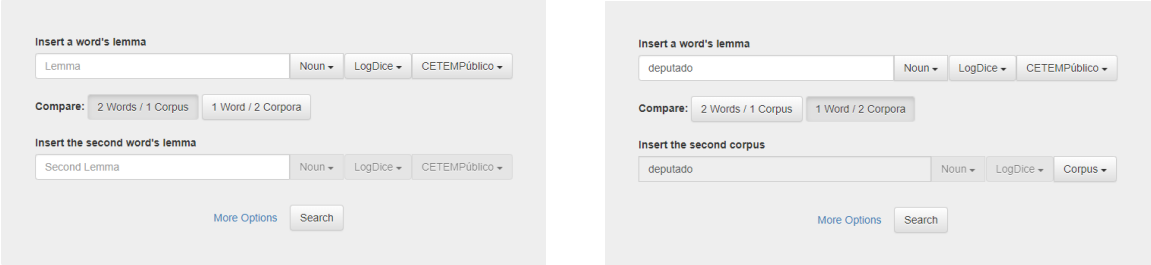 Insert a word's lemma
Lemma Noun LogDice CETEMPúblico
Compare: 2 Words / 1 Corpus 1 Word / 2 Corpora
Insert the second word's lemma
Second Lemma Noun LogDice CETEMPúblico
More Options Search
Insert a word's lemma
deputado Noun LogDice CETEMPúblico
Compare: 2 Words / 1 Corpus 1 Word / 2 Corpora
Insert the second corpus
deputado Noun LogDice Corpus
More Options Search